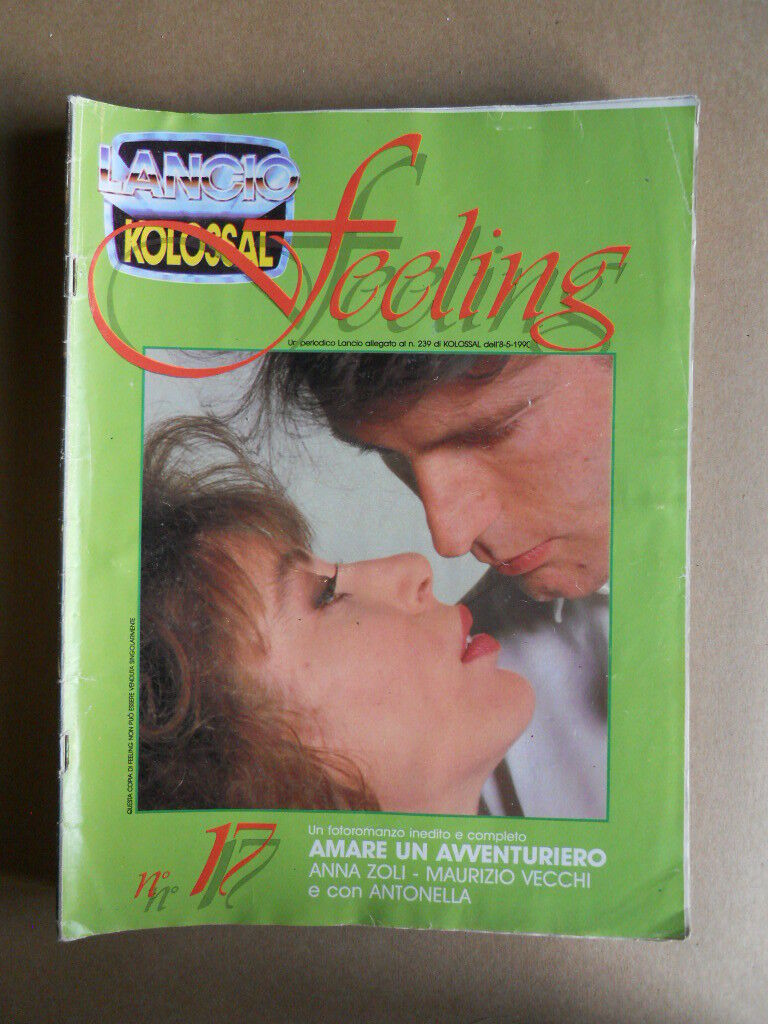 LANCIO
KOLOSSAL
feeling
Un periodico Lancio allegato al n. 239 di KOLOSSAL dell'8-5-1990
QUESTA COPIA DI FEELING NON PUÒ ESSERE VENDUTA SINGOLARMENTE
n° 17
Un fotoromanzo inedito e completo
AMARE UN AVVENTURIERO
ANNA ZOLI - MAURIZIO VECCHI
e con ANTONELLA